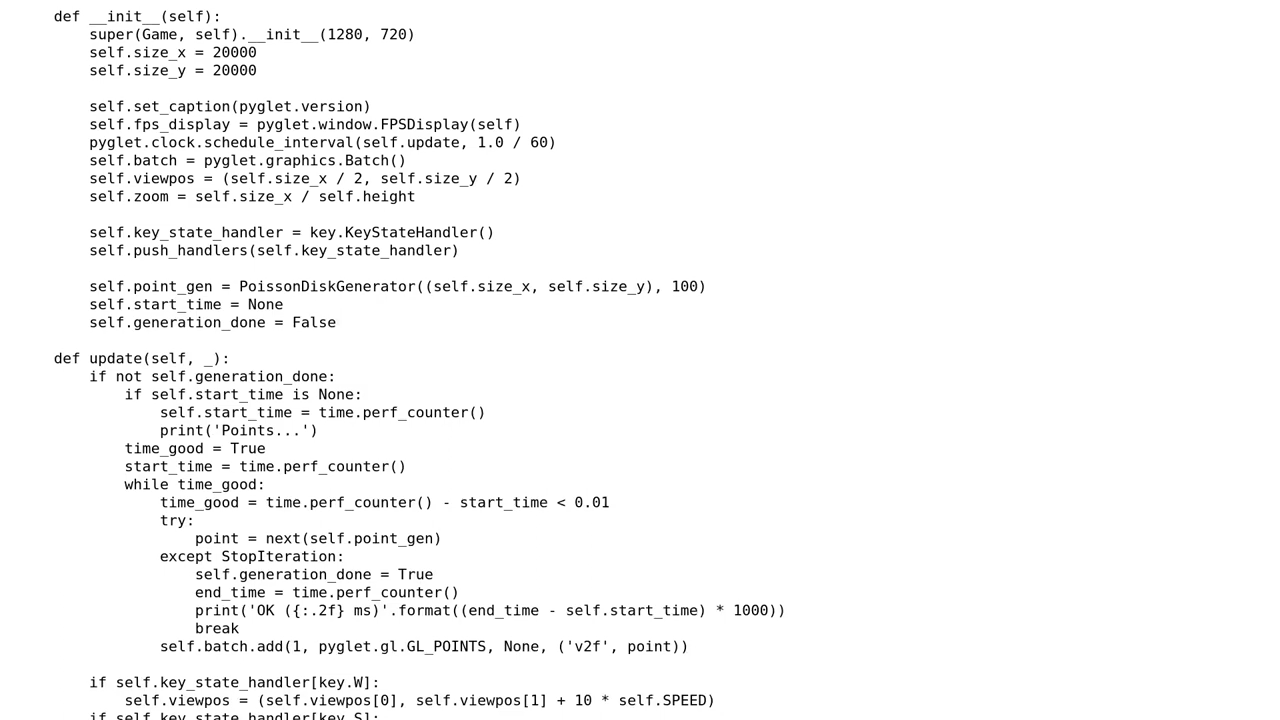 def __init__(self):
super(Game, self).__init__(1280, 720)
self.size_x = 20000
self.size_y = 20000
self.set_caption(pyglet.version)
self.fps_display = pyglet.window.FPSDisplay(self)
pyglet.clock.schedule_interval(self.update, 1.0 / 60)
self.batch = pyglet.graphics.Batch()
self.viewpos = (self.size_x / 2, self.size_y / 2)
self.zoom = self.size_x / self.height
self.key_state_handler = key.KeyStateHandler()
self.push_handlers(self.key_state_handler)
self.point_gen = PoissonDiskGenerator((self.size_x, self.size_y), 100)
self.start_time = None
self.generation_done = False
def update(self, _):
if not self.generation_done:
if self.start_time is None:
self.start_time = time.perf_counter()
print('Points...')
time_good = True
start_time = time.perf_counter()
while time_good:
time_good = time.perf_counter() - start_time < 0.01
try:
point = next(self.point_gen)
except StopIteration:
self.generation_done = True
end_time = time.perf_counter()
print('OK ({:.2f} ms)'.format((end_time - self.start_time) * 1000))
break
self.batch.add(1, pyglet.gl.GL_POINTS, None, ('v2f', point))
if self.key_state_handler[key.W]:
self.viewpos = (self.viewpos[0], self.viewpos[1] + 10 * self.SPEED)
if self.key_state_handler[key.S]: